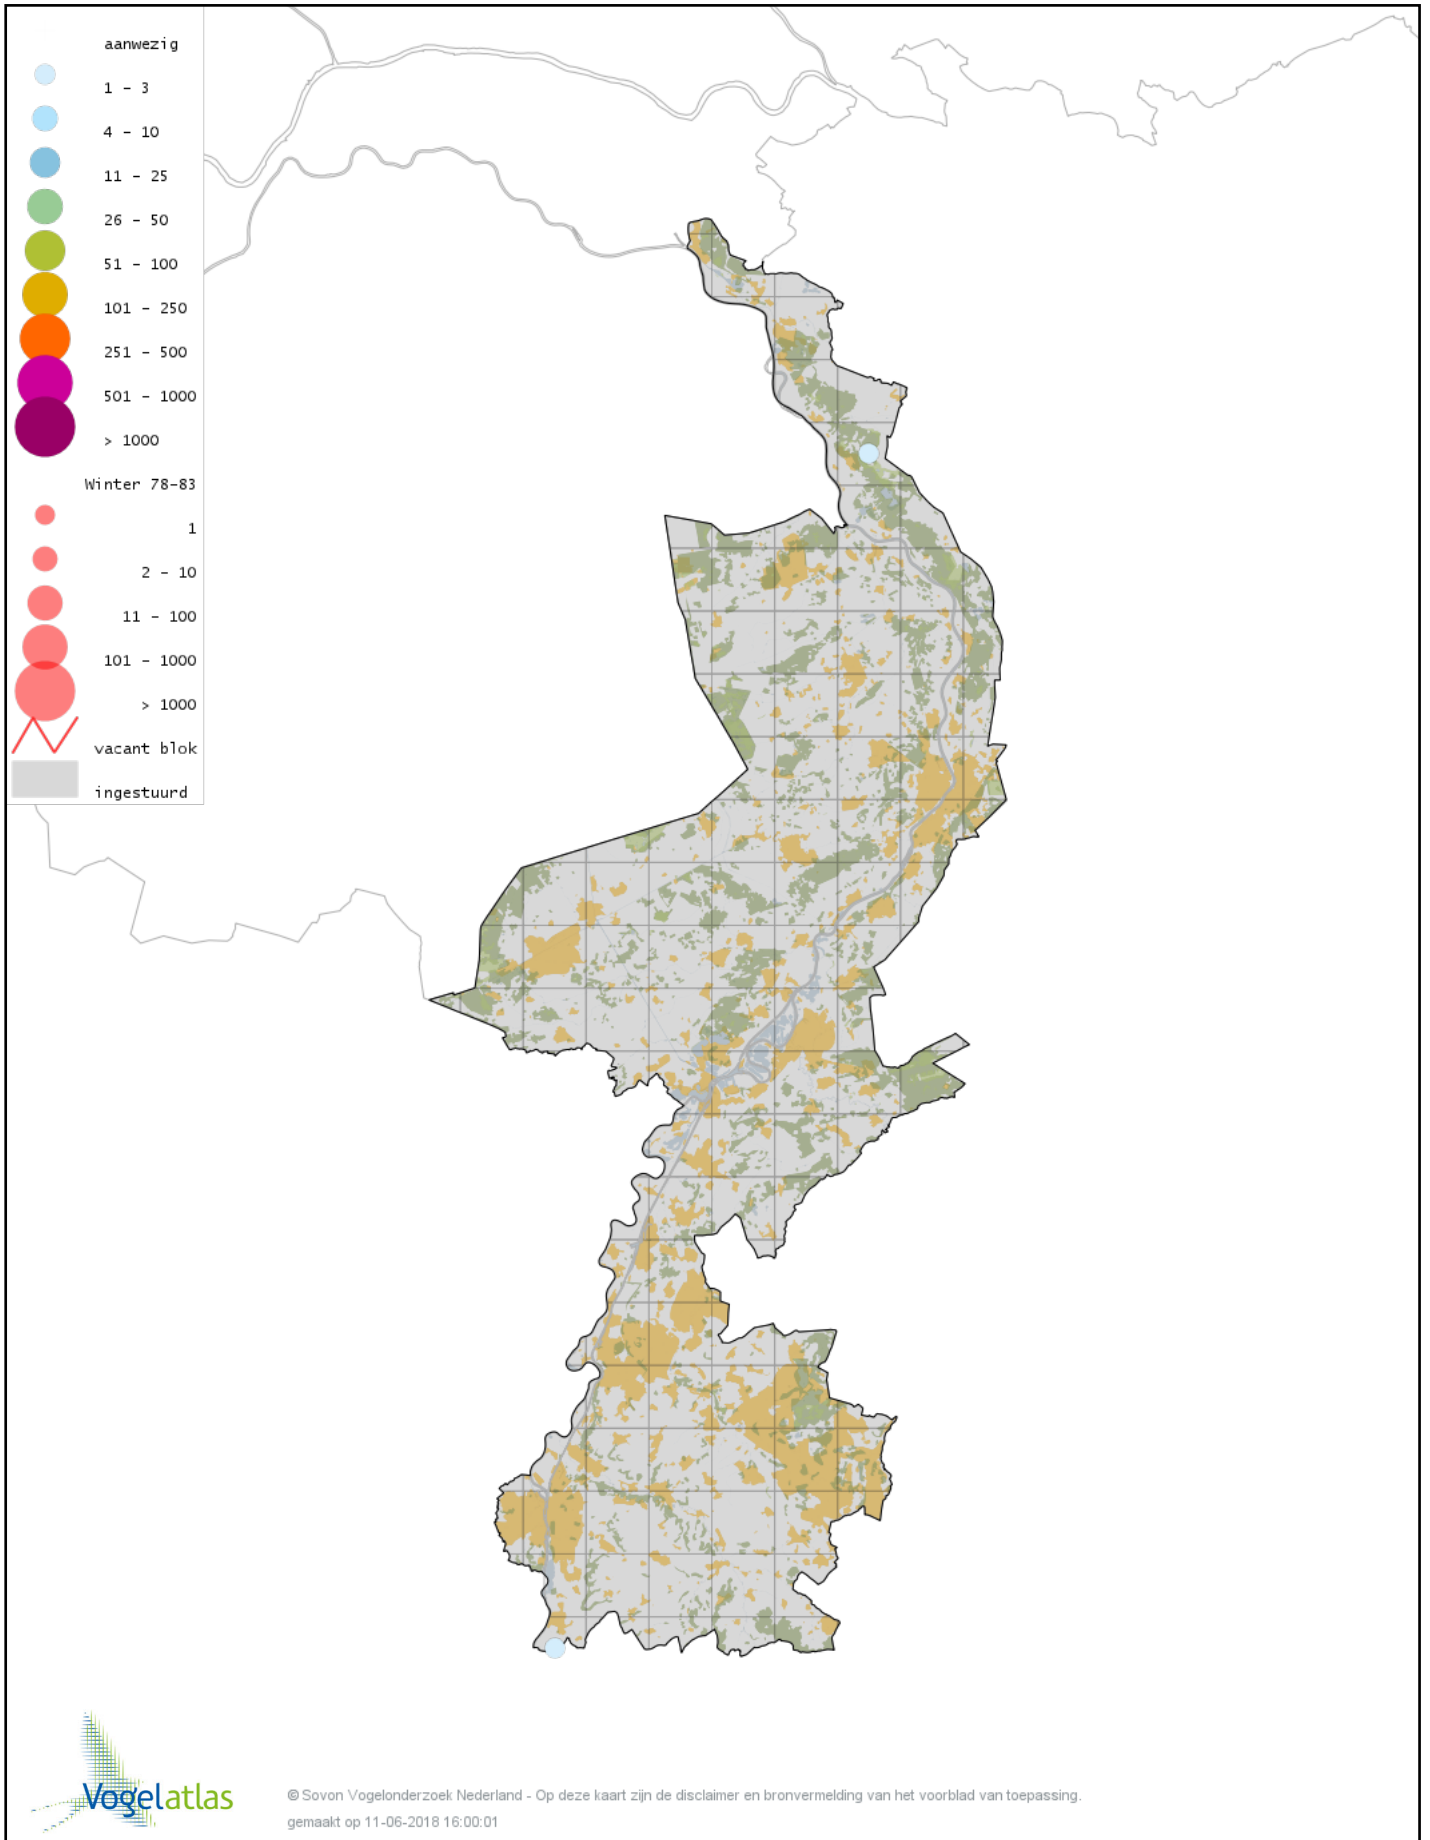 aanwezig
1 – 3
4 – 10
11 – 25
26 – 50
51 – 100
101 – 250
251 – 500
501 – 1000
> 1000
Winter 78-83
1
2 – 10
11 – 100
101 – 1000
> 1000
vacant blok
ingestuurd
Vogelatlas
© Sovon Vogelonderzoek Nederland - Op deze kaart zijn de disclaimer en bronvermelding van het voorblad van toepassing.
gemaakt op 11-06-2018 16:00:01